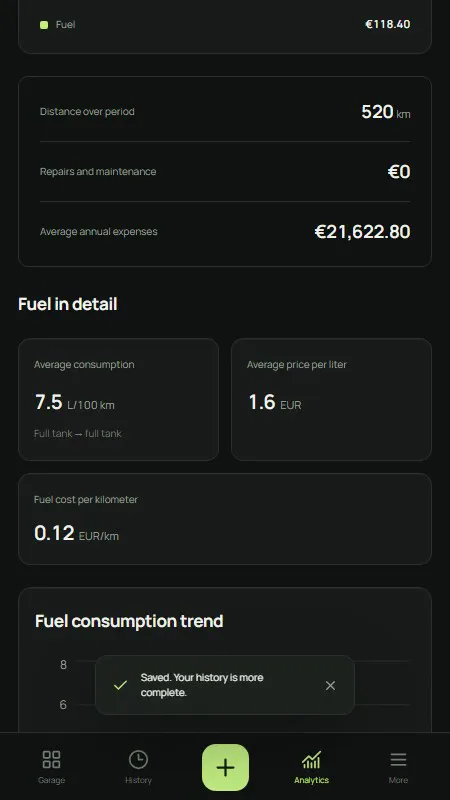 Fuel €118.40
Distance over period 520 km
Repairs and maintenance €0
Average annual expenses €21,622.80
Fuel in detail
Average consumption
7.5 L/100 km
Full tank → full tank
Average price per liter
1.6 EUR
Fuel cost per kilometer
0.12 EUR/km
Fuel consumption trend
8
Saved. Your history is more
complete.
6
Garage
History
Analytics
More